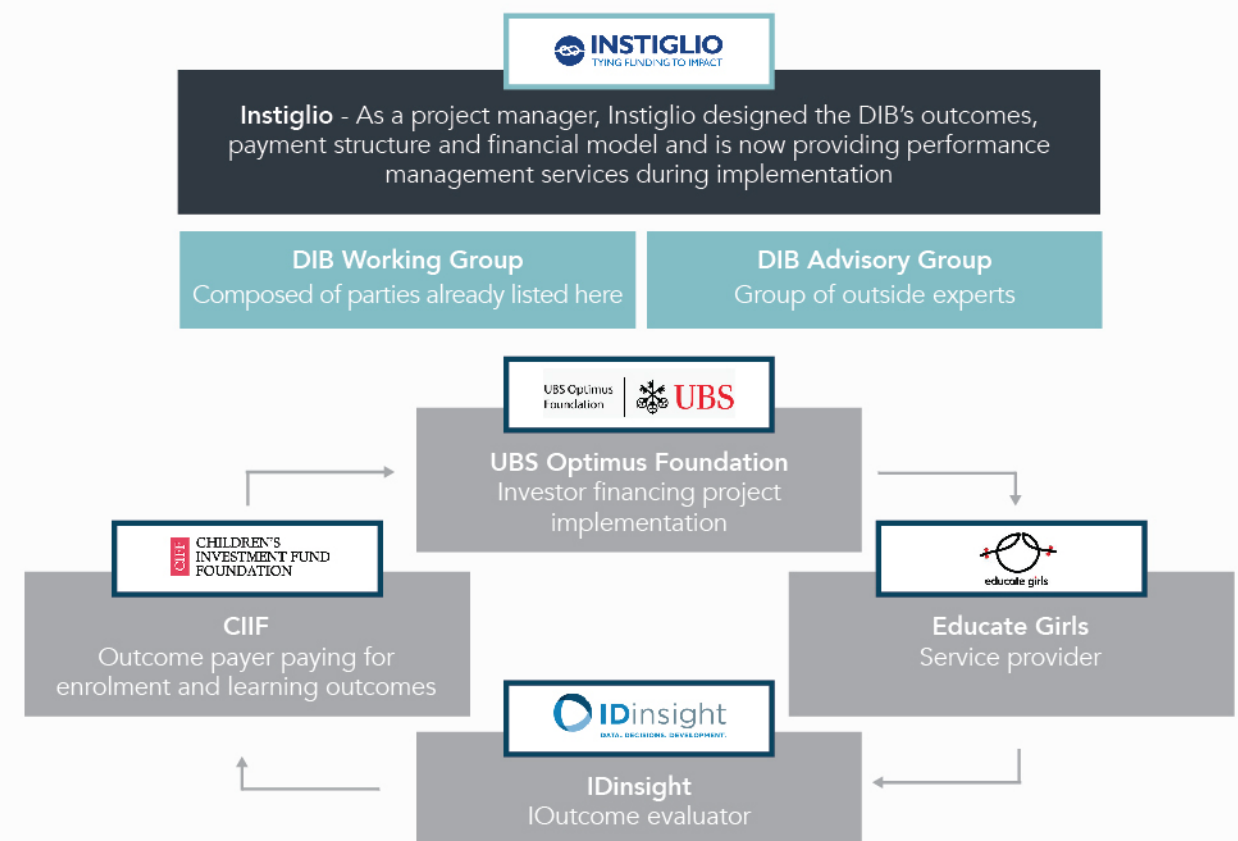 INSTIGLIO
TYING FUNDING TO IMPACT
Instiglio - As a project manager, Instiglio designed the DIB's outcomes,
payment structure and financial model and is now providing performance
management services during implementation
DIB Working Group
Composed of parties already listed here
DIB Advisory Group
Group of outside experts
UBS Optimus
Foundation
UBS
UBS Optimus Foundation
Investor financing project
implementation
CIFF
CHILDREN'S
INVESTMENT FUND
FOUNDATION
CIIF
Outcome payer paying for
enrolment and learning outcomes
educate girls
Educate Girls
Service provider
IDinsight
DATA. DECISIONS. DEVELOPMENT.
IDinsight
IOutcome evaluator